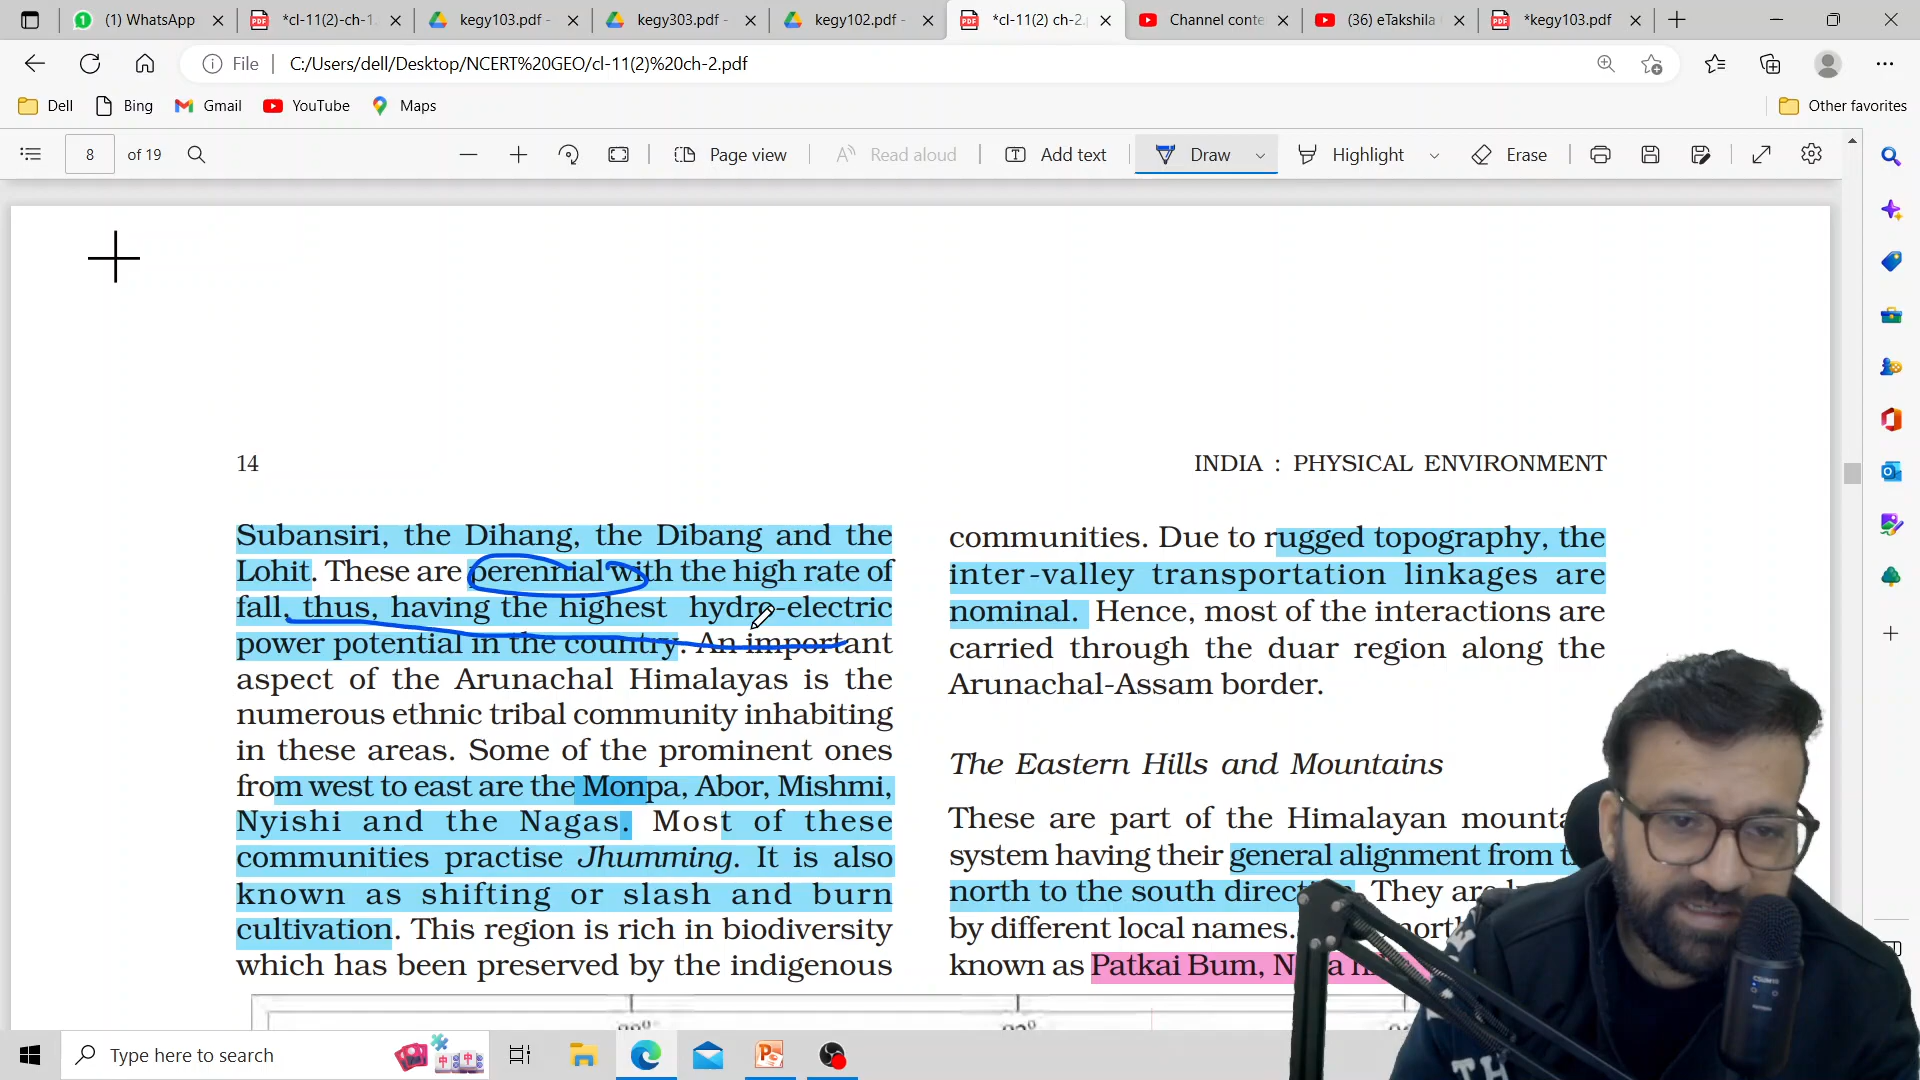 (1) WhatsApp
*cl-11(2)-ch-1.
kegy103.pdf -
kegy303.pdf -
kegy102.pdf -
*cl-11(2) ch-2.
Channel conte
(36) eTakshila
*kegy103.pdf
File
C:/Users/dell/Desktop/NCERT%20GEO/cl-11(2)%20ch-2.pdf
Dell
Bing
Gmail
YouTube
Maps
Other favorites
8 of 19
Page view
Read aloud
Add text
Draw
Highlight
Erase
14
INDIA : PHYSICAL ENVIRONMENT
Subansiri, the Dihang, the Dibang and the
Lohit. These are perennial with the high rate of
fall, thus, having the highest hydro-electric
power potential in the country. An important
aspect of the Arunachal Himalayas is the
numerous ethnic tribal community inhabiting
in these areas. Some of the prominent ones
from west to east are the Monpa, Abor, Mishmi,
Nyishi and the Nagas. Most of these
communities practise Jhumming. It is also
known as shifting or slash and burn
cultivation. This region is rich in biodiversity
which has been preserved by the indigenous
communities. Due to rugged topography, the
inter-valley transportation linkages are
nominal. Hence, most of the interactions are
carried through the duar region along the
Arunachal-Assam border.
The Eastern Hills and Mountains
These are part of the Himalayan mounta
system having their general alignment from
north to the south direct They are
by different local names. nort
known as Patkai Bum,
Type here to search
TH